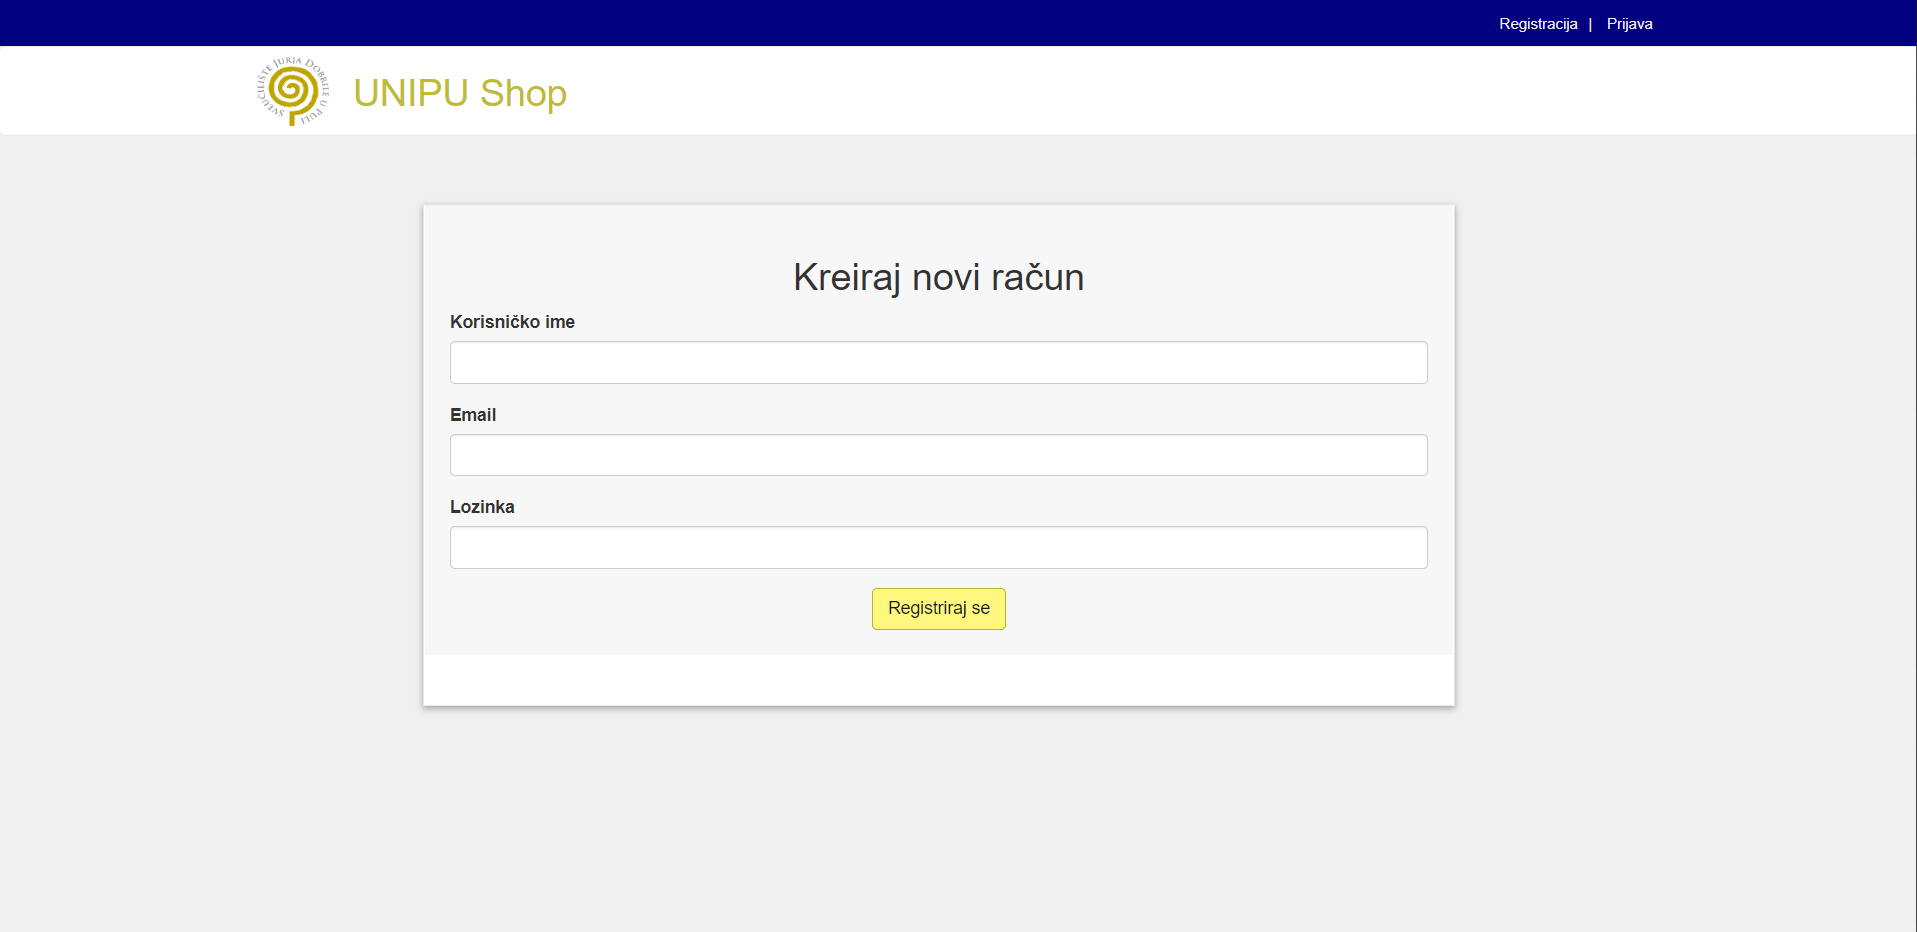 Registracija | Prijava
SVEUČILIŠTE JURJA DOBRILE U PULI
UNIPU Shop
Kreiraj novi račun
Korisničko ime
Email
Lozinka
Registriraj se